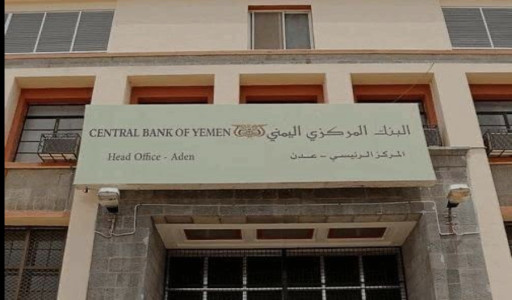 CENTRAL BANK OF YEMEN البنك المركزي اليمني
Head Office - Aden المركز الرئيسي - عدن